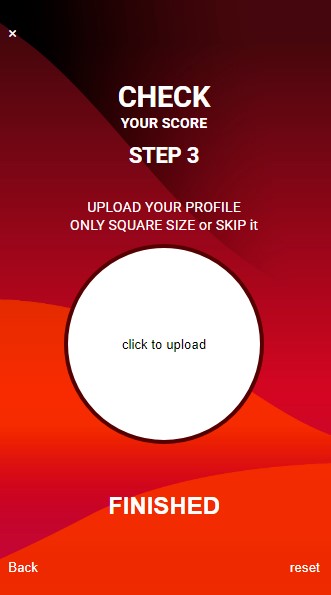 ×
CHECK
YOUR SCORE
STEP 3
UPLOAD YOUR PROFILE
ONLY SQUARE SIZE or SKIP it
click to upload
FINISHED
Back reset